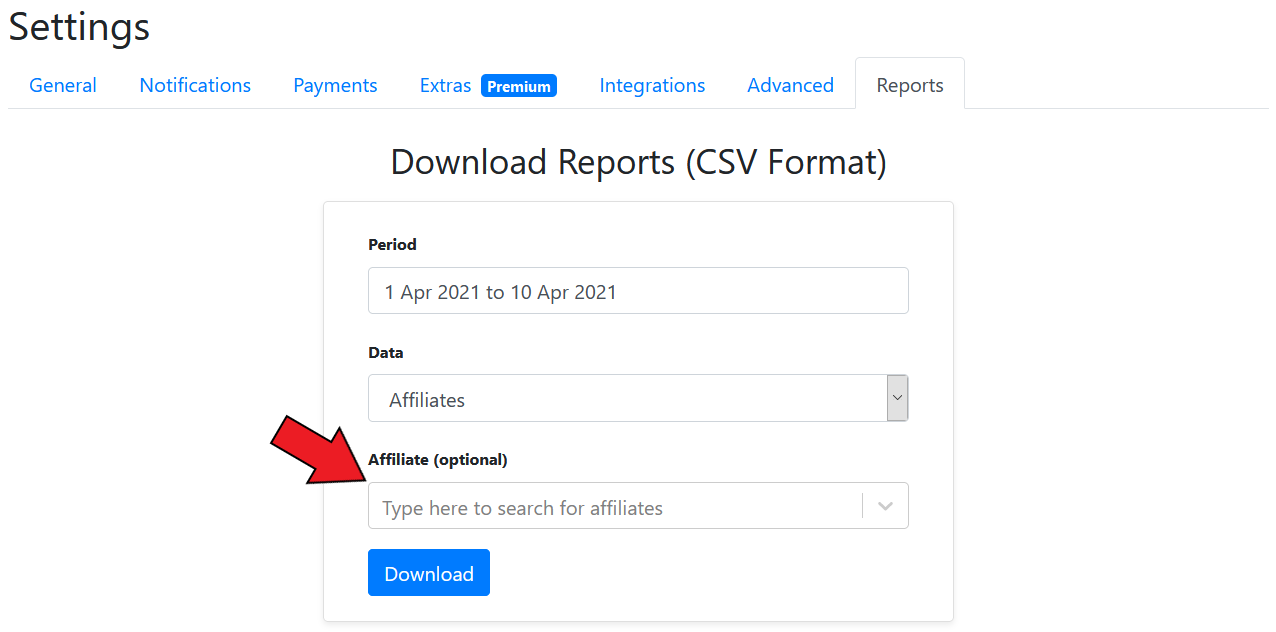 Settings
General Notifications Payments Extras Premium Integrations Advanced Reports
Download Reports (CSV Format)
Period
1 Apr 2021 to 10 Apr 2021
Data
Affiliates
Affiliate (optional)
Type here to search for affiliates
Download